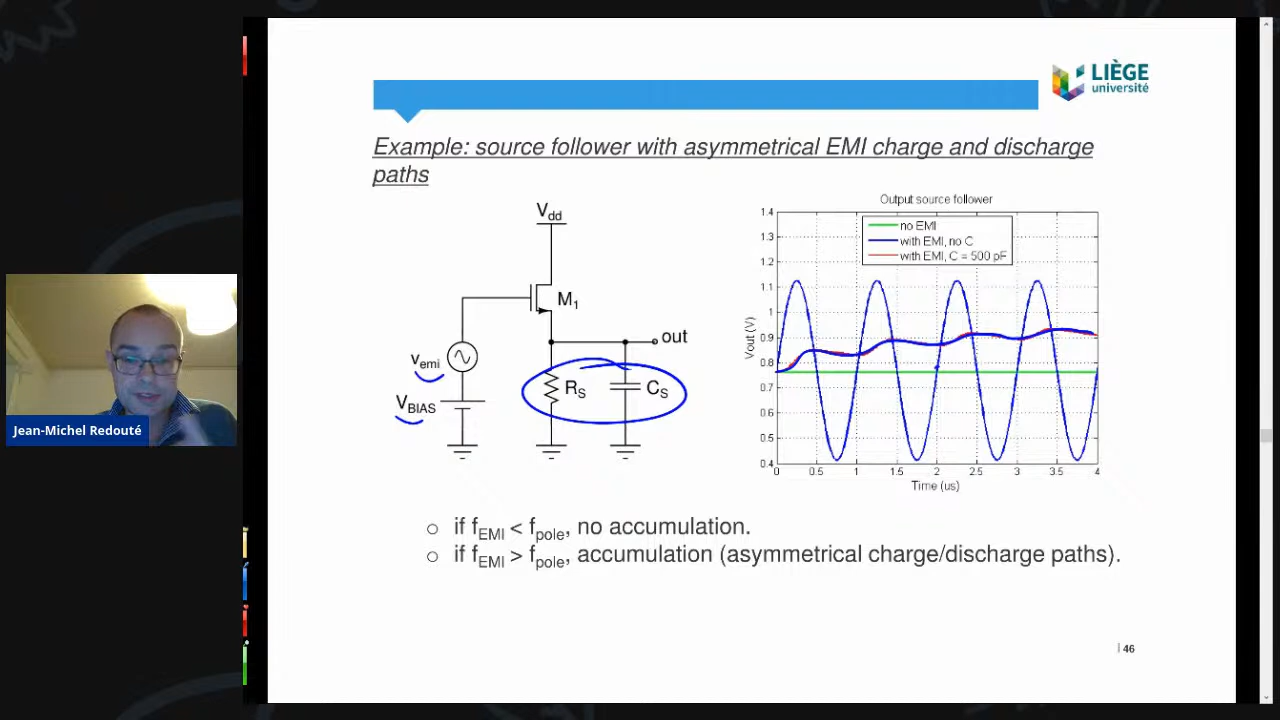 LIÈGE
université
Example: source follower with asymmetrical EMI charge and discharge
paths
Vdd
M1
out
vemi
RS
CS
VBIAS
Output source follower
no EMI
with EMI, no C
with EMI, C = 500 pF
Vout (V)
1.4
1.3
1.2
1.1
1
0.9
0.8
0.7
0.6
0.5
0.4
0 0.5 1 1.5 2 2.5 3 3.5 4
Time (us)
Jean-Michel Redouté
o if fEMI < fpole, no accumulation.
o if fEMI > fpole, accumulation (asymmetrical charge/discharge paths).
46